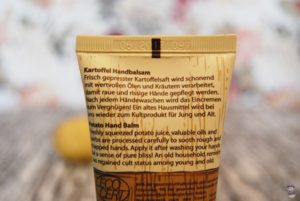 Kartoffel Handbalsam
Frisch gepresster Kartoffelsaft wird schonend
mit wertvollen Ölen und Kräutern verarbeitet,
damit raue und rissige Hände gepflegt werden.
Nach jedem Händewaschen wird das Eincremen
zum Vergnügen! Ein altes Hausmittel wird bei
uns wieder zum Kultprodukt für Jung und Alt.
Potato Hand Balm
Freshly squeezed potato juice, valuable oils and
are processed carefully to sooth rough and
chapped hands. Apply it after washing your hands
a sense of pure bliss! An old household remedy
regained cult status among young and old.